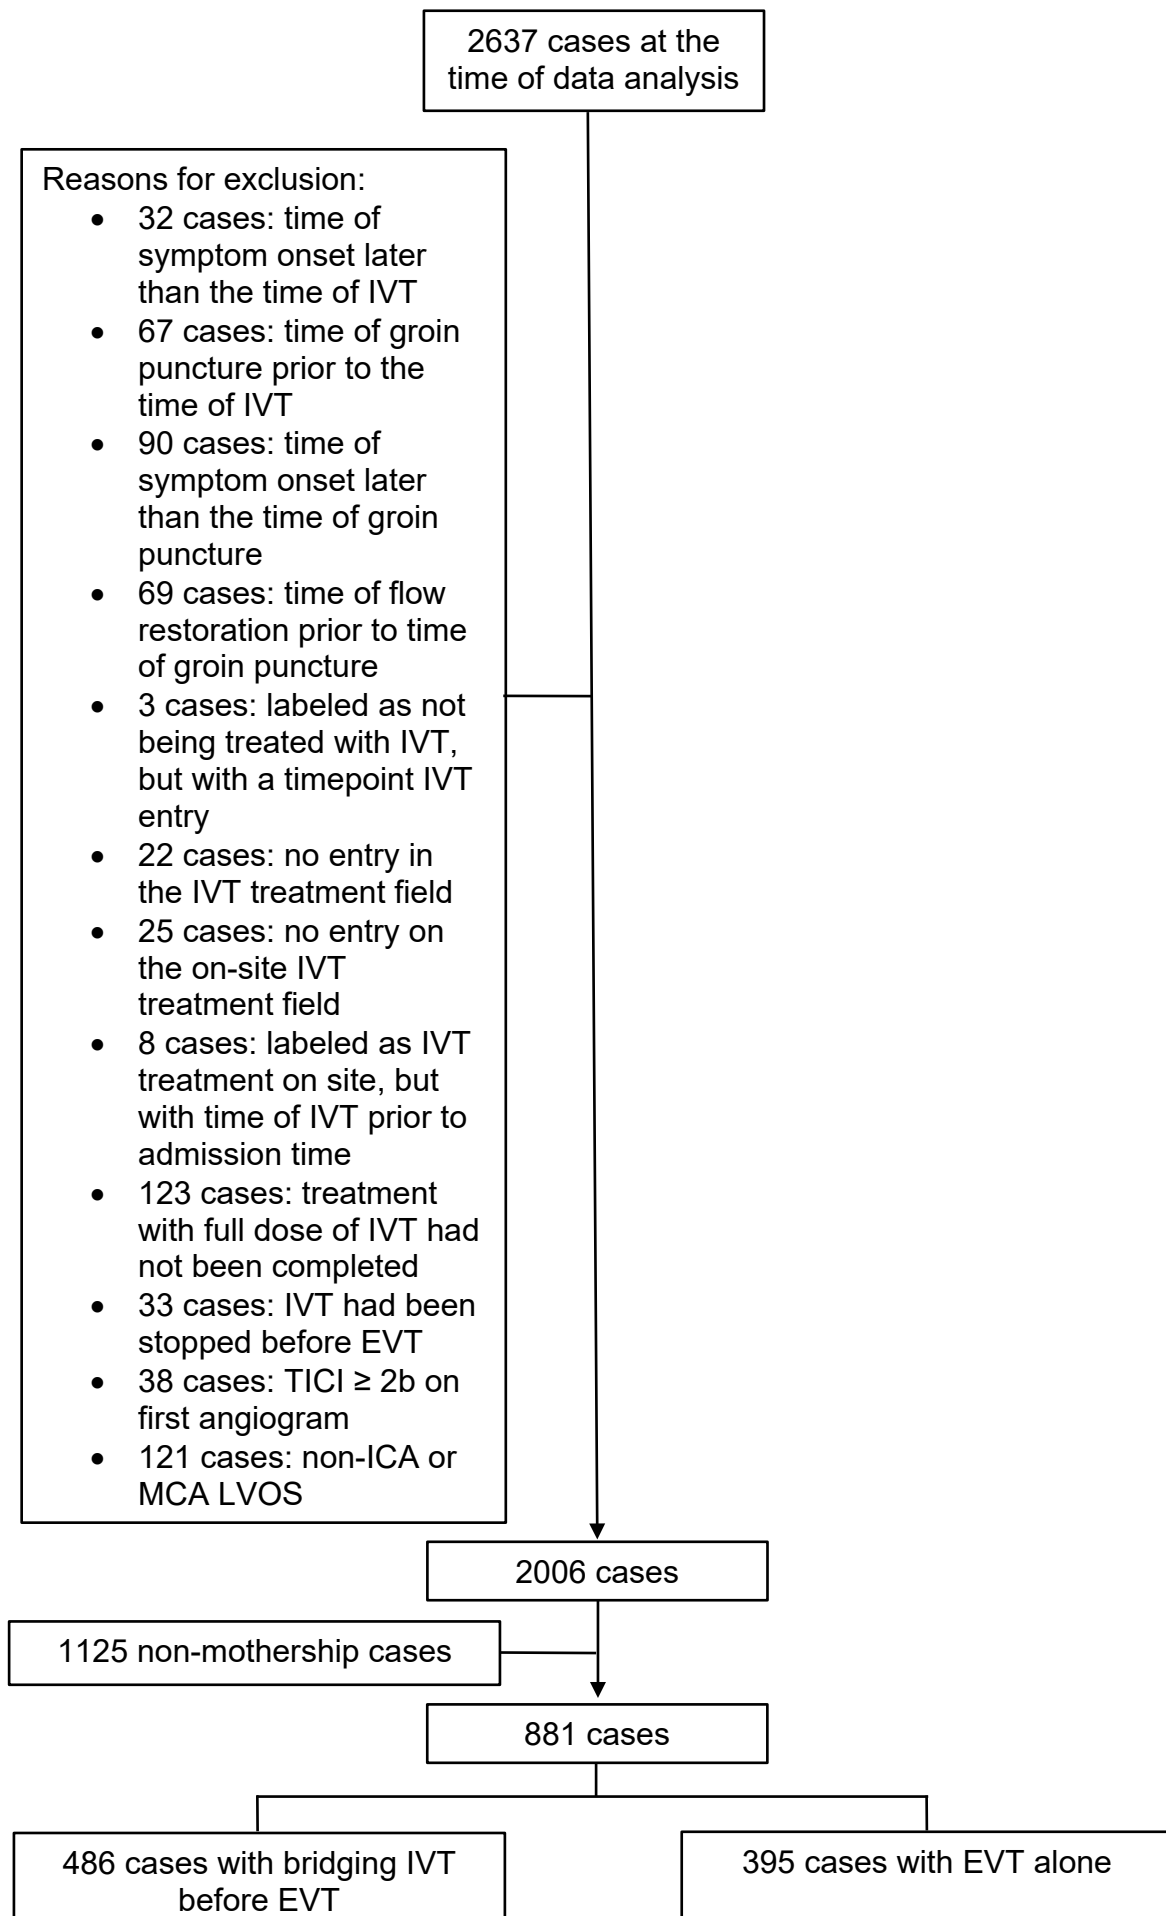 2637 cases at the
time of data analysis
Reasons for exclusion:
• 32 cases: time of
symptom onset later
than the time of IVT
• 67 cases: time of groin
puncture prior to the
time of IVT
• 90 cases: time of
symptom onset later
than the time of groin
puncture
• 69 cases: time of flow
restoration prior to time
of groin puncture
• 3 cases: labeled as not
being treated with IVT,
but with a timepoint IVT
entry
• 22 cases: no entry in
the IVT treatment field
• 25 cases: no entry on
the on-site IVT
treatment field
• 8 cases: labeled as IVT
treatment on site, but
with time of IVT prior to
admission time
• 123 cases: treatment
with full dose of IVT had
not been completed
• 33 cases: IVT had been
stopped before EVT
• 38 cases: TICI ≥ 2b on
first angiogram
• 121 cases: non-ICA or
MCA LVOS
2006 cases
1125 non-mothership cases
881 cases
486 cases with bridging IVT
before EVT
395 cases with EVT alone